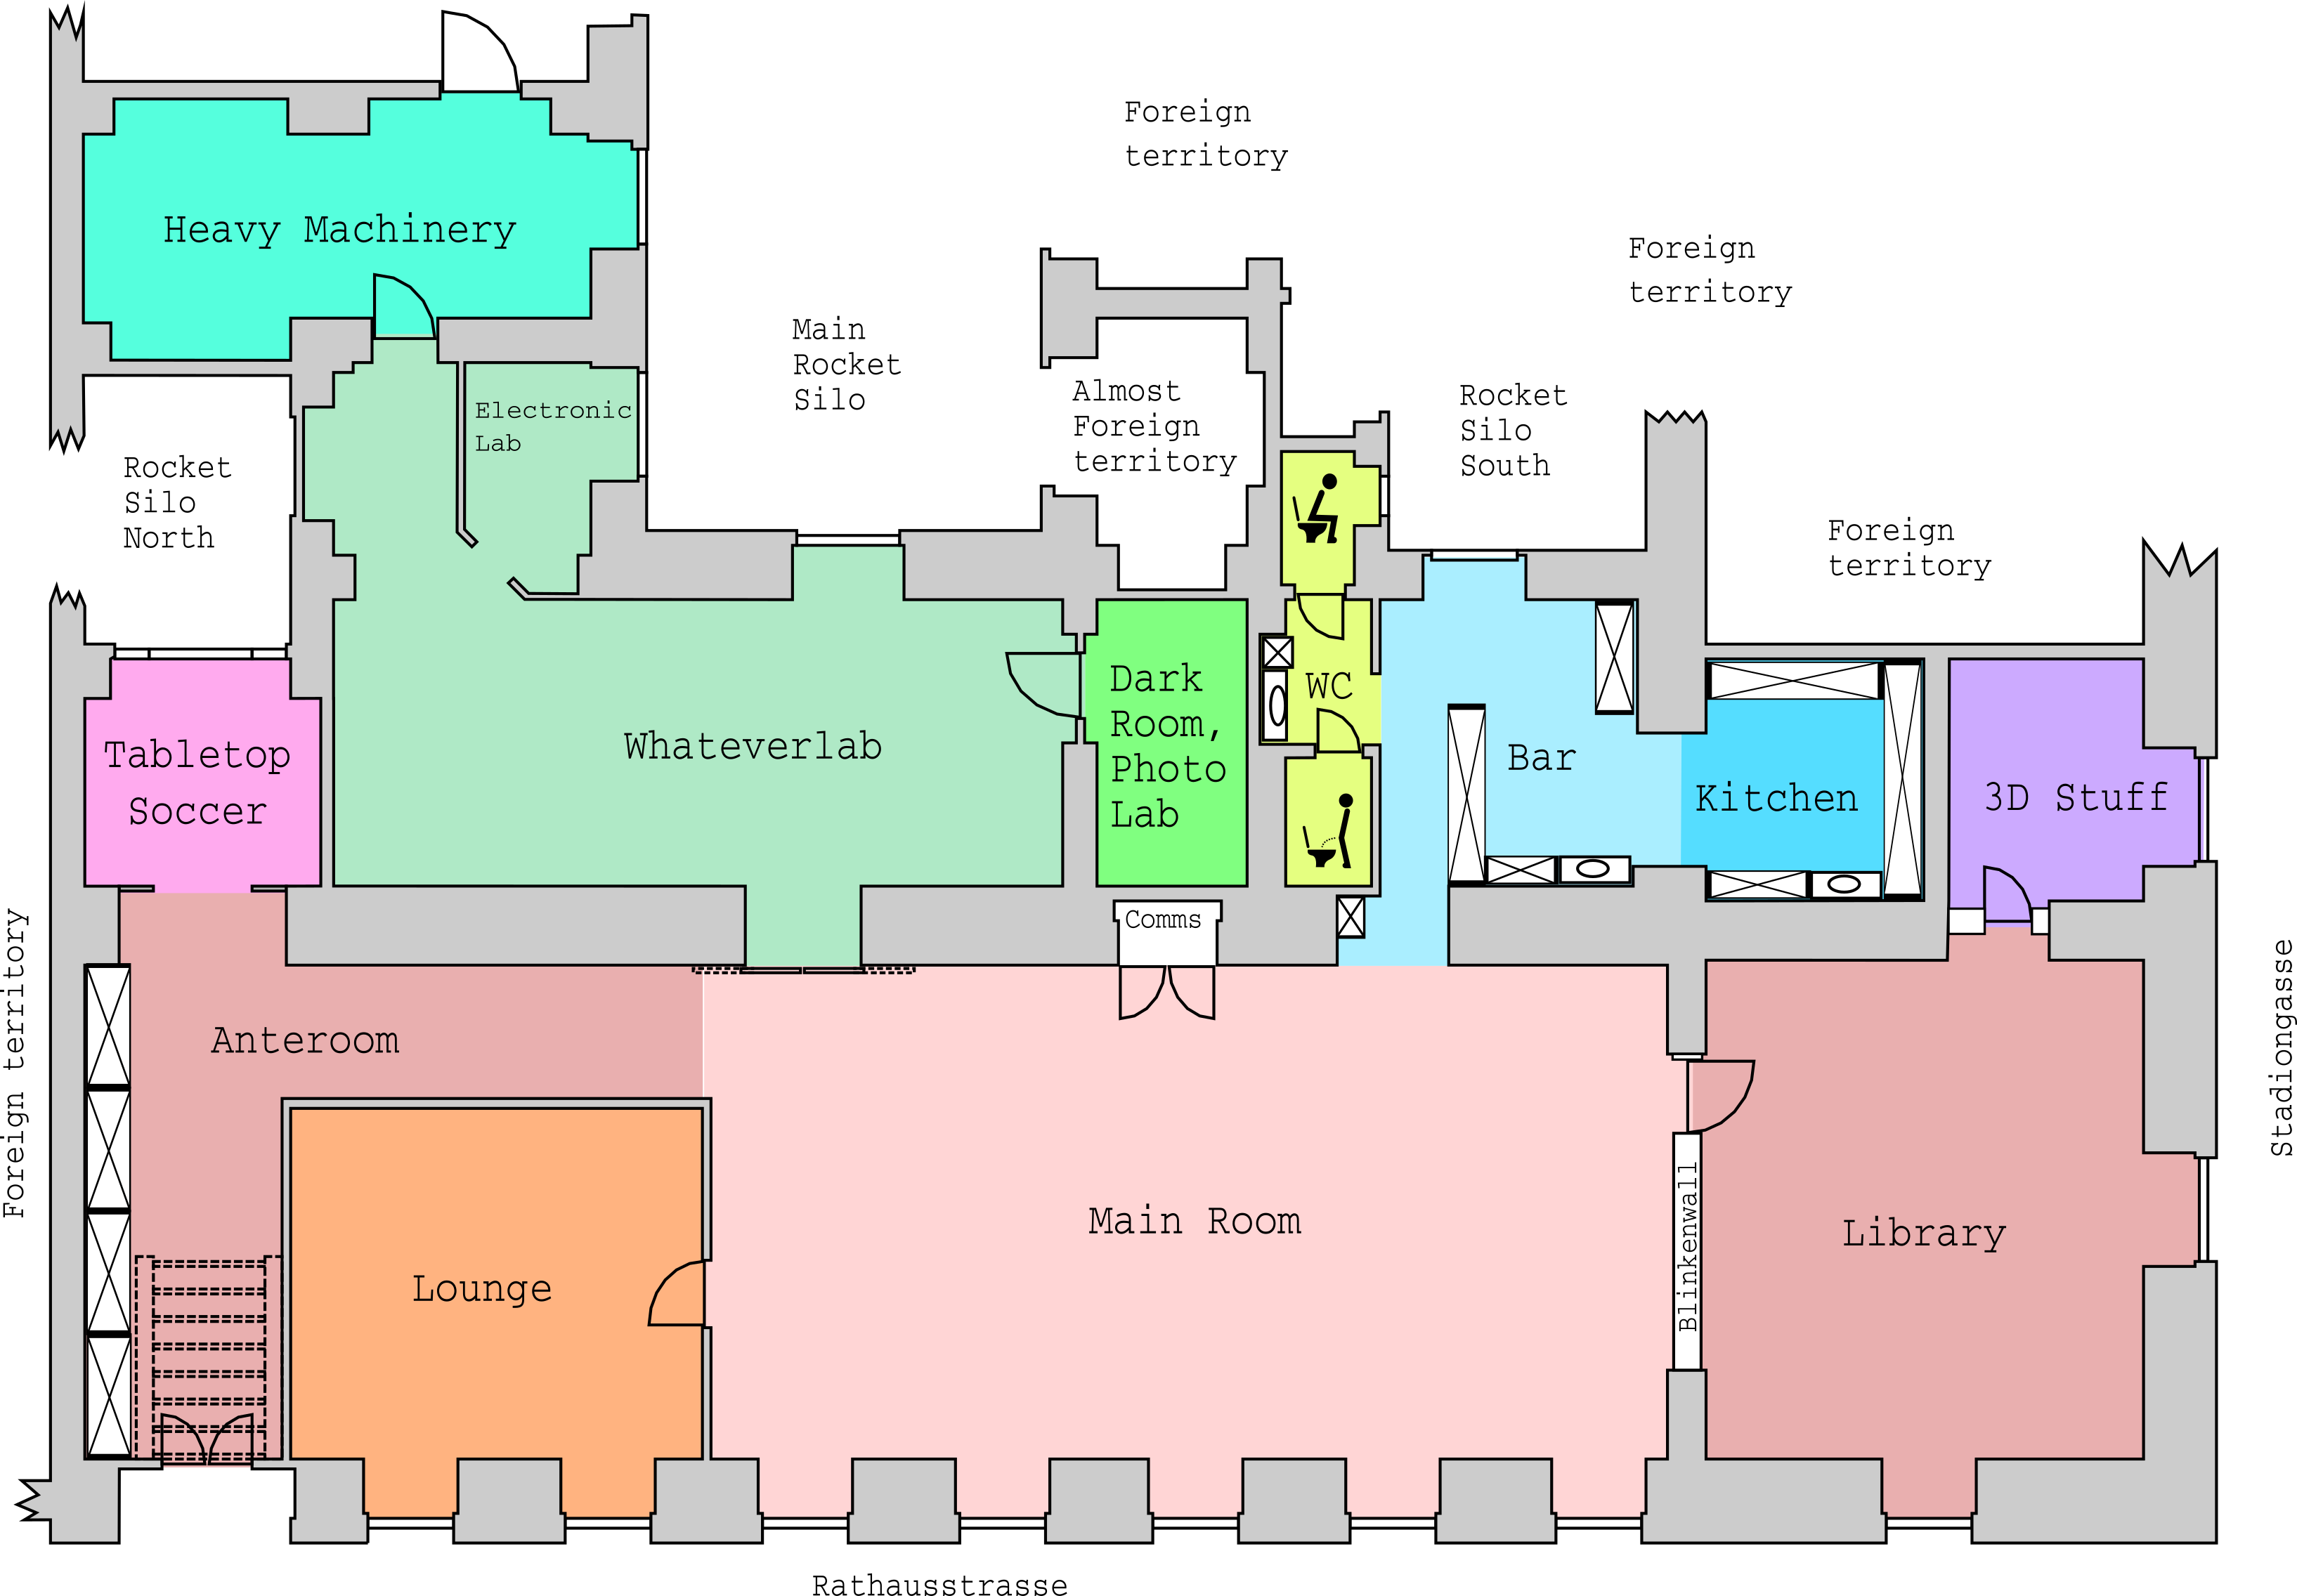 Foreign
territory
Heavy Machinery
Foreign
territory
Main
Rocket
Silo
Almost
Foreign
territory
Rocket
Silo
South
Electronic
Lab
Rocket
Silo
North
Foreign
territory
Dark
Room,
Photo
Lab
WC
Tabletop
Soccer
Whateverlab
Bar
Kitchen
3D Stuff
Comms
Foreign territory
Anteroom
Stadiongasse
Main Room
Blinkenwall
Library
Lounge
Rathausstrasse